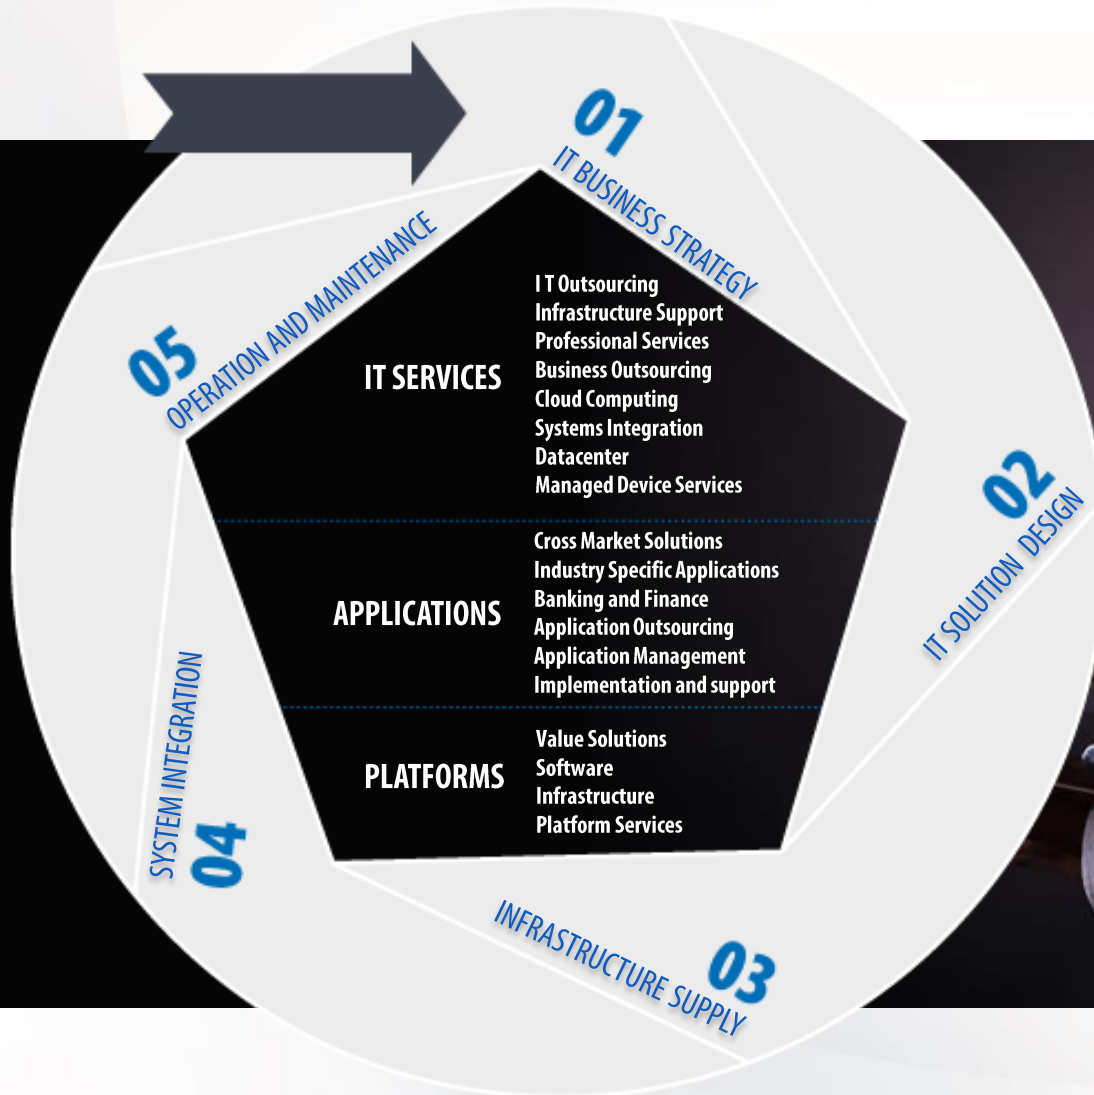 01
IT BUSINESS STRATEGY
02
IT SOLUTION DESIGN
03
INFRASTRUCTURE SUPPLY
04
SYSTEM INTEGRATION
05
OPERATION AND MAINTENANCE
IT SERVICES
I T Outsourcing
Infrastructure Support
Professional Services
Business Outsourcing
Cloud Computing
Systems Integration
Datacenter
Managed Device Services
APPLICATIONS
Cross Market Solutions
Industry Specific Applications
Banking and Finance
Application Outsourcing
Application Management
Implementation and support
PLATFORMS
Value Solutions
Software
Infrastructure
Platform Services